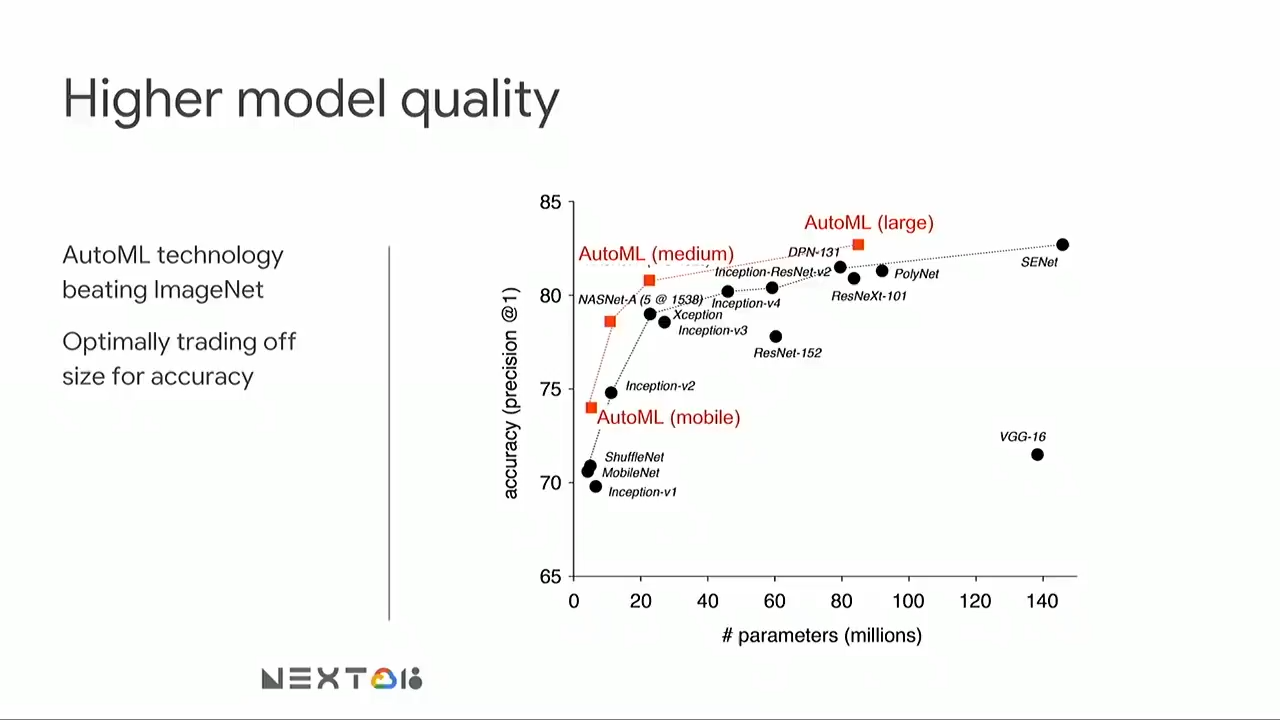 Higher model quality
AutoML technology
beating ImageNet
Optimally trading off
size for accuracy
accuracy (precision @1)
85
80
75
70
65
AutoML (large)
AutoML (medium)
DPN-131
SENet
Inception-ResNet-v2
PolyNet
NASNet-A (5 @ 1538)
Inception-v4
ResNeXt-101
Xception
Inception-v3
ResNet-152
Inception-v2
AutoML (mobile)
VGG-16
ShuffleNet
MobileNet
Inception-v1
0 20 40 60 80 100 120 140
# parameters (millions)
NEXT 18